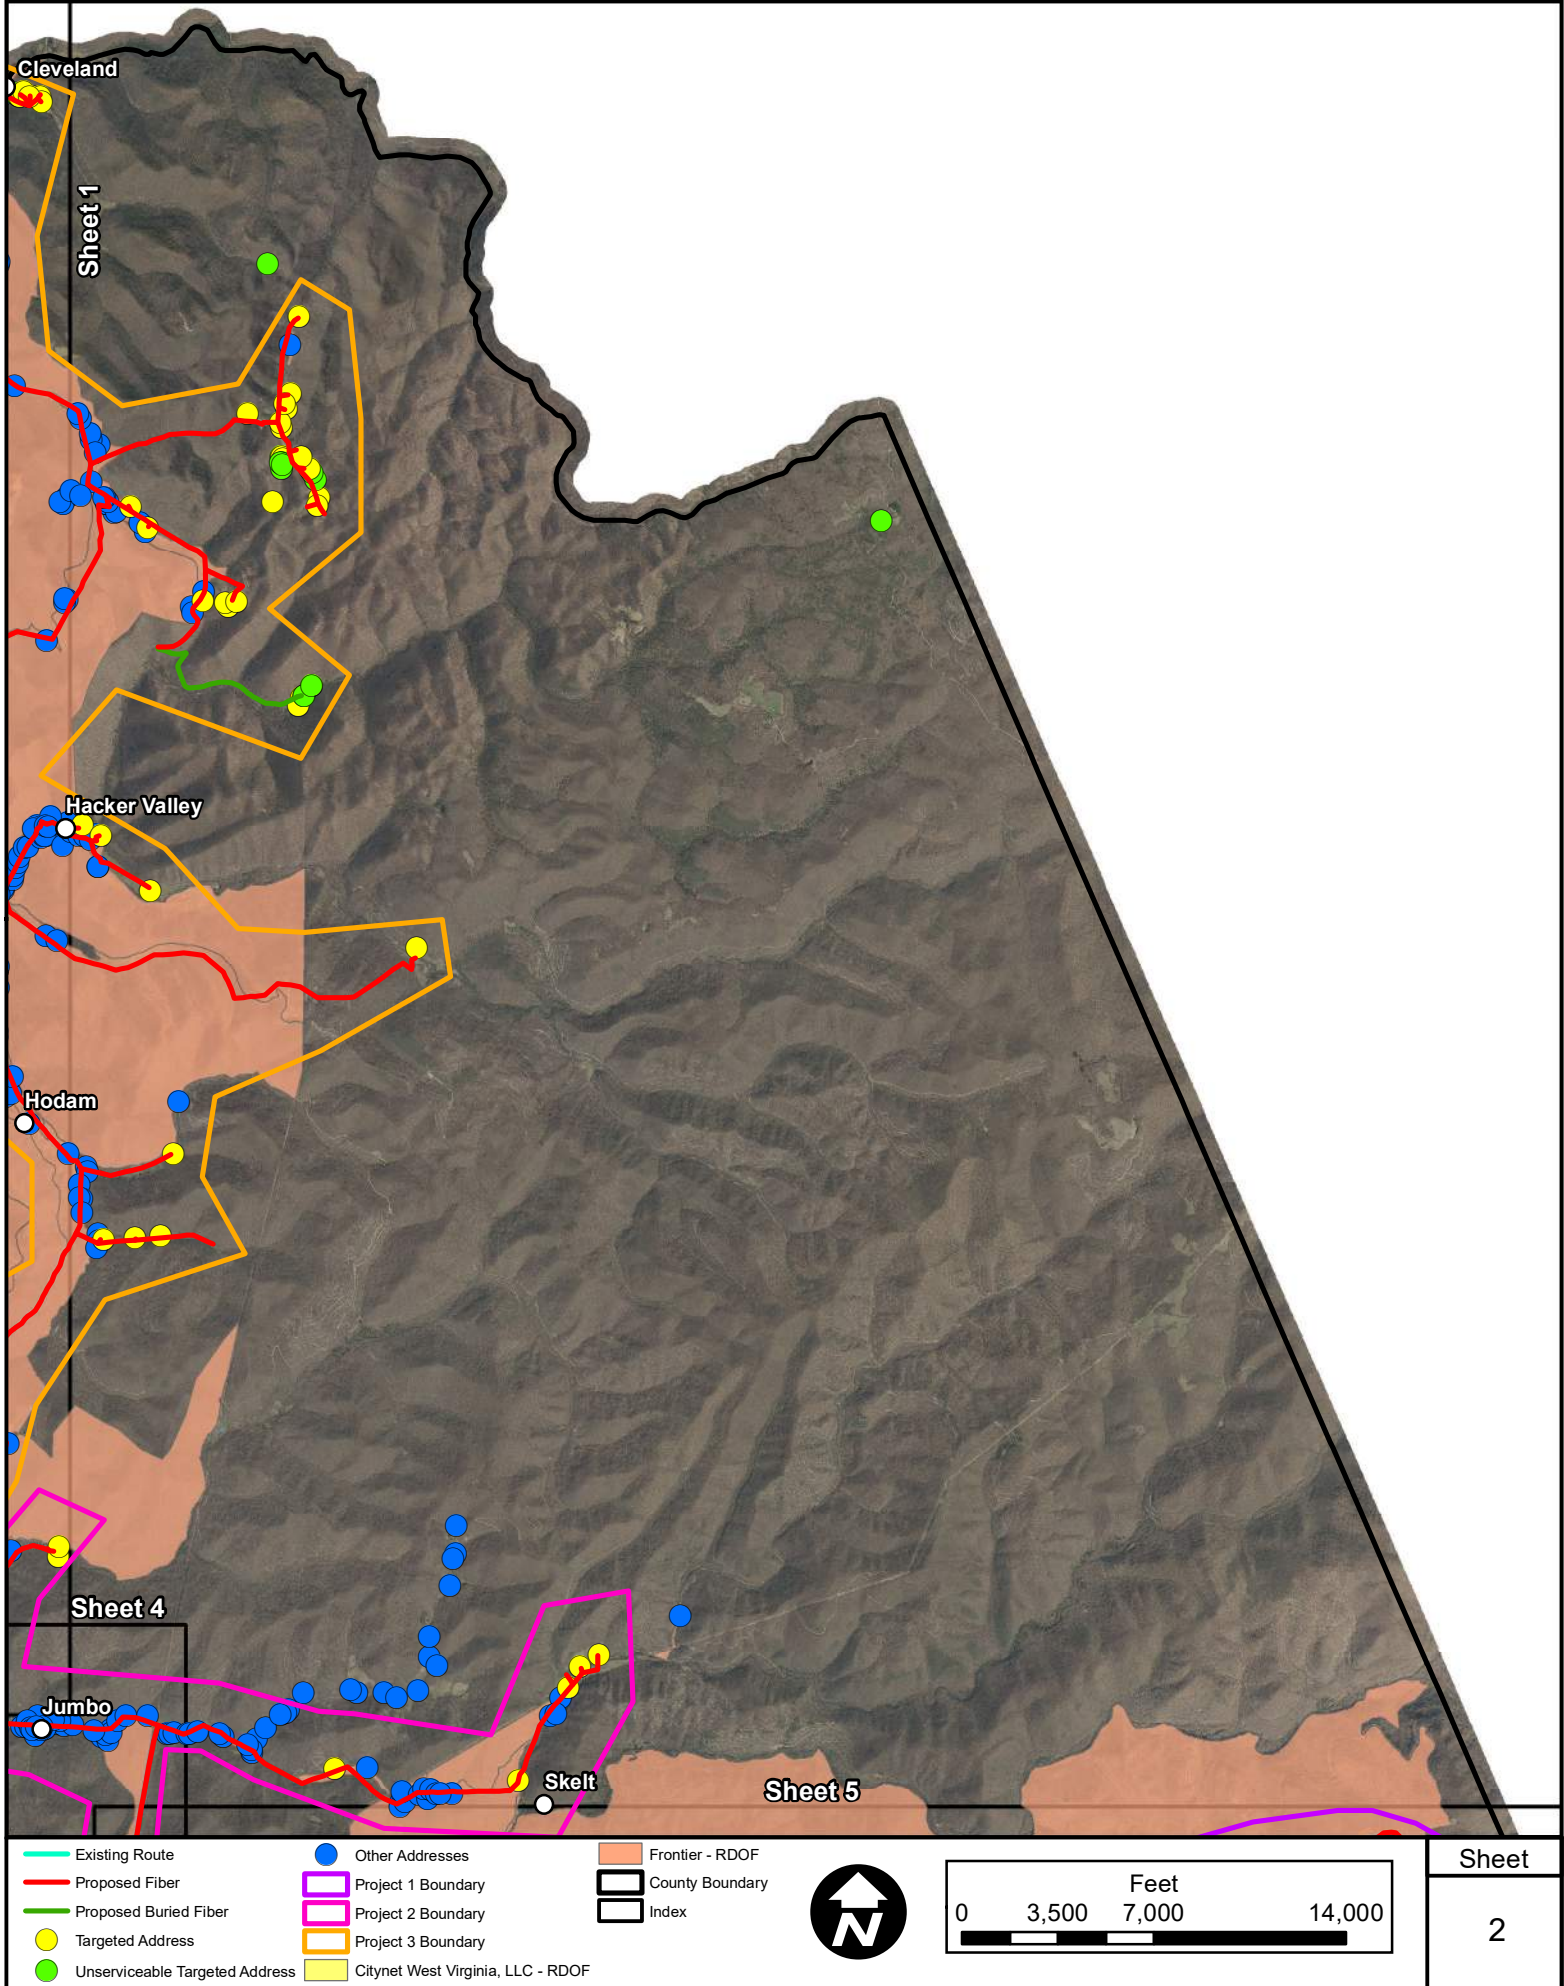 Cleveland
Sheet 1
Hacker Valley
Hodam
Sheet 4
Jumbo
Skelt
Sheet 5
Existing Route
Proposed Fiber
Proposed Buried Fiber
Targeted Address
Unserviceable Targeted Address
Other Addresses
Project 1 Boundary
Project 2 Boundary
Project 3 Boundary
Citynet West Virginia, LLC - RDOF
Frontier - RDOF
County Boundary
Index
N
Feet
0 3,500 7,000 14,000
Sheet
2